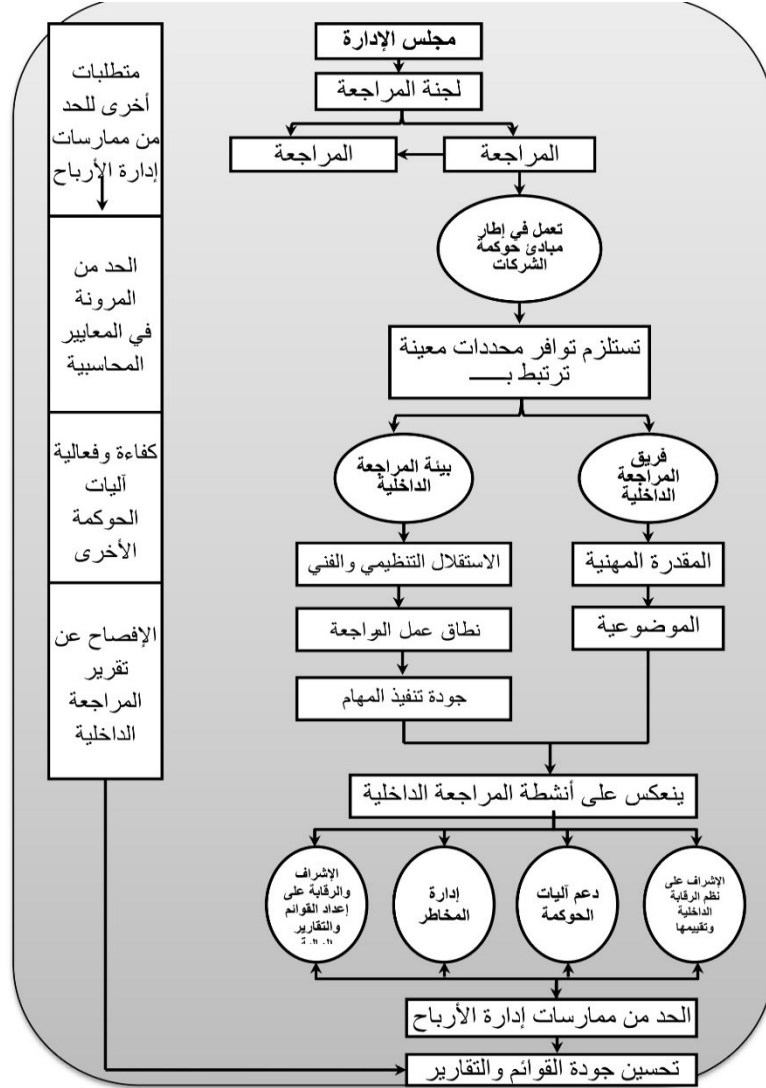 مجلس الإدارة
لجنة المراجعة
المراجعة
المراجعة
تعمل في إطار
مبادئ حوكمة
الشركات
تستلزم توافر محددات معينة
ترتبط بـــــ
فريق
المراجعة
الداخلية
بيئة المراجعة
الداخلية
المقدرة المهنية
الموضوعية
الاستقلال التنظيمي والفني
نطاق عمل
جودة تنفيذ المهام
ينعكس على أنشطة المراجعة الداخلية
الإشراف على
نظم الرقابة
الداخلية
وتقييمها
دعم آليات
الحوكمة
إدارة
المخاطر
الإشراف
والرقابة على
إعداد القوائم
والتقارير
الحد من ممارسات إدارة الأرباح
تحسين جودة القوائم والتقارير
متطلبات
أخرى للحد
من ممارسات
إدارة الأرباح
الحد من
المرونة
في المعايير
المحاسبية
كفاءة وفعالية
آليات
الحوكمة
الأخرى
الإفصاح عن
تقرير
المراجعة
الداخلية